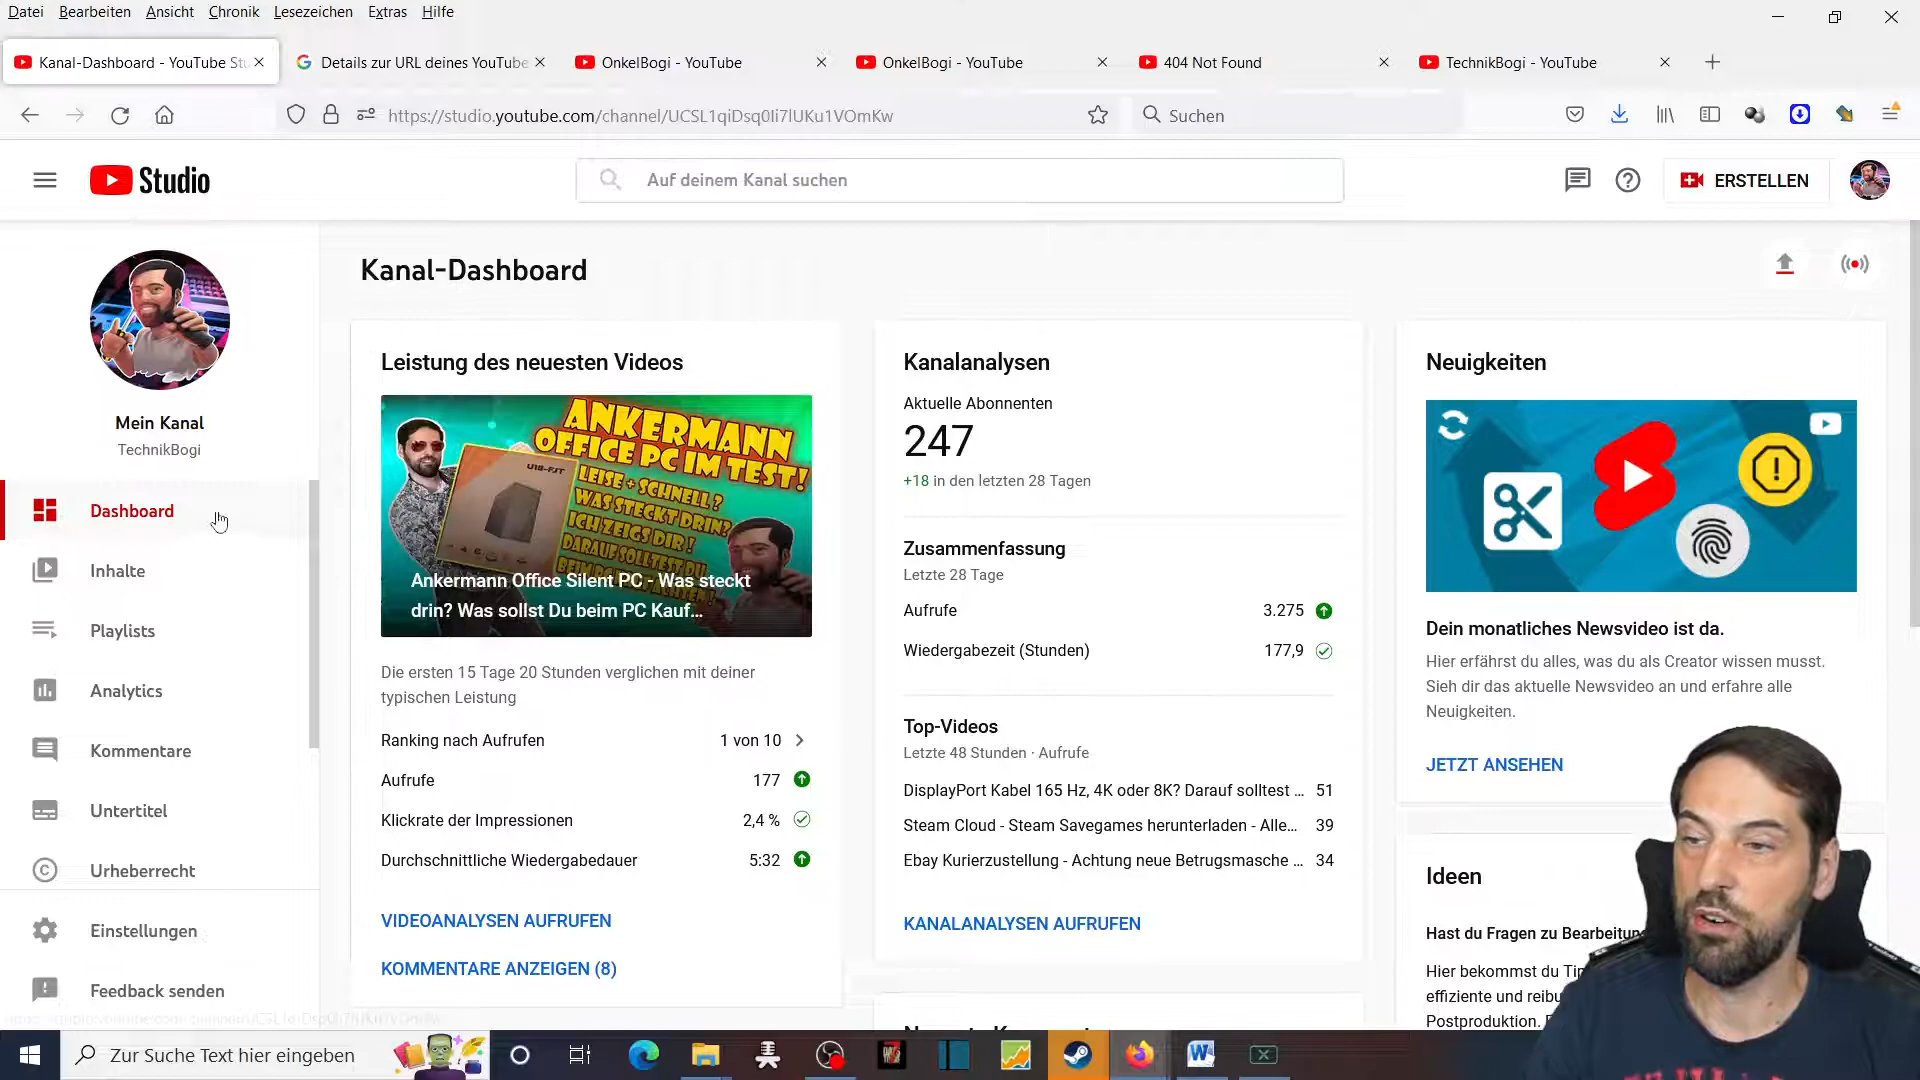 Datei Bearbeiten Ansicht Chronik Lesezeichen Extras Hilfe
Kanal-Dashboard - YouTube Stu
Details zur URL deines YouTube
OnkelBogi - YouTube
OnkelBogi - YouTube
404 Not Found
TechnikBogi - YouTube
https://studio.youtube.com/channel/UCSL1qiDsq0Ii7lUKu1VOmKw
Suchen
Studio
Auf deinem Kanal suchen
ERSTELLEN
Mein Kanal
TechnikBogi
Dashboard
Inhalte
Playlists
Analytics
Kommentare
Untertitel
Urheberrecht
Einstellungen
Feedback senden
Kanal-Dashboard
Leistung des neuesten Videos
ANKERMANN
OFFICE PC IM TEST!
LEISE + SCHNELL?
WAS STECKT DRIN?
ICH ZEIGS DIR!
DARAUF SOLLTEST DU
Ankermann Office Silent PC - Was steckt
drin? Was sollst Du beim PC Kauf...
Die ersten 15 Tage 20 Stunden verglichen mit deiner
typischen Leistung
Ranking nach Aufrufen 1 von 10
Aufrufe 177
Klickrate der Impressionen 2,4 %
Durchschnittliche Wiedergabedauer 5:32
VIDEOANALYSEN AUFRUFEN
KOMMENTARE ANZEIGEN (8)
Kanalanalysen
Aktuelle Abonnenten
247
+18 in den letzten 28 Tagen
Zusammenfassung
Letzte 28 Tage
Aufrufe 3.275
Wiedergabezeit (Stunden) 177,9
Top-Videos
Letzte 48 Stunden · Aufrufe
DisplayPort Kabel 165 Hz, 4K oder 8K? Darauf solltest ... 51
Steam Cloud - Steam Savegames herunterladen - Alle... 39
Ebay Kurierzustellung - Achtung neue Betrugsmasche ... 34
KANALANALYSEN AUFRUFEN
Neuigkeiten
Dein monatliches Newsvideo ist da.
Hier erfährst du alles, was du als Creator wissen musst.
Sieh dir das aktuelle Newsvideo an und erfahre alle
Neuigkeiten.
JETZT ANSEHEN
Ideen
Hast du Fragen zu Bearbeitun
Hier bekommst du Tip
effiziente und reibu
Postproduktion.
Zur Suche Text hier eingeben